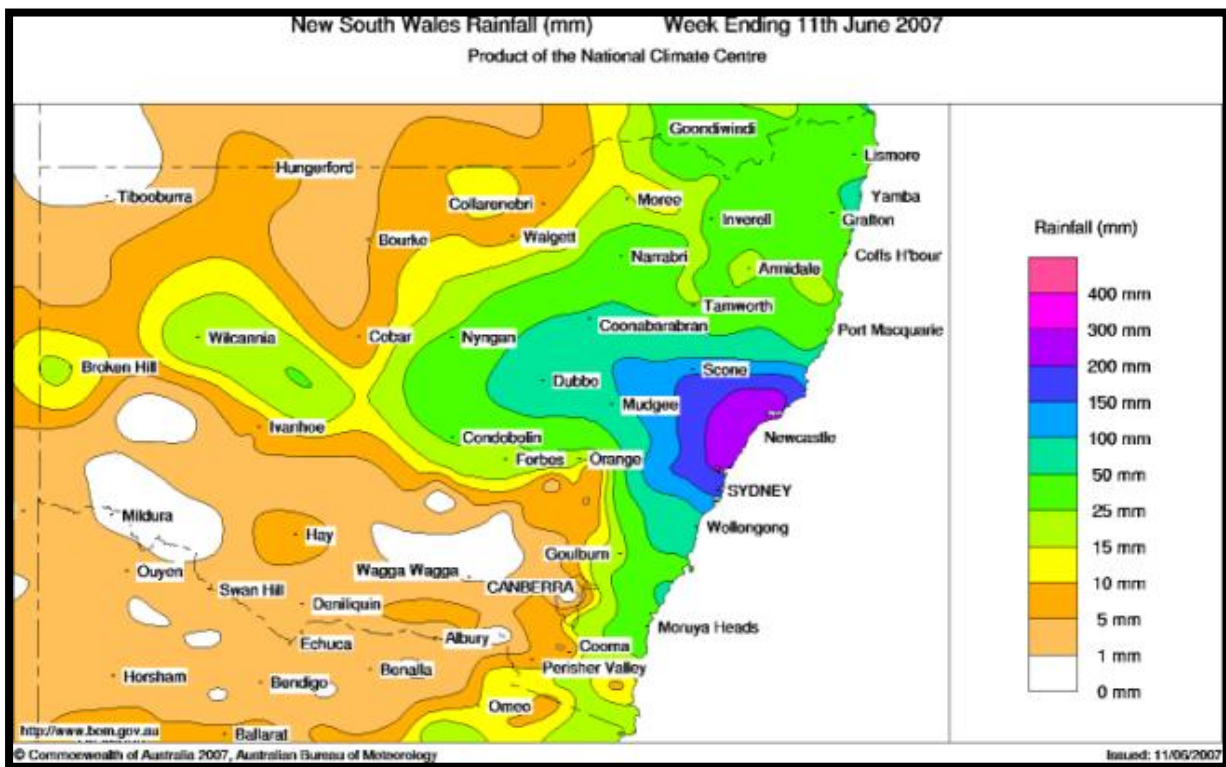 New South Wales Rainfall (mm) Week Ending 11th June 2007
Product of the National Climate Centre
Goondiwindi
Lismore
Hungerford
Tibooburra
Collarenebri
Moree
Yamba
Inverell
Grafton
Bourke
Walgett
Rainfall (mm)
Narrabri
Armidale
Coffs H'bour
400 mm
Tamworth
300 mm
Coonabarabran
Port Macquarie
Wilcannia
Cobar
Nyngan
200 mm
Broken Hill
Scone
Dubbo
150 mm
Mudgee
Ivanhoe
Condobolin
Newcastle
100 mm
Forbes
Orange
50 mm
SYDNEY
Mildura
25 mm
Hay
Wollongong
15 mm
Goulburn
Ouyen
Wagga Wagga
10 mm
Swan Hill
CANBERRA
Deniliquin
5 mm
Moruya Heads
Echuca
Albury
Cooma
1 mm
Horsham
Benalla
Perisher Valley
Bendigo
0 mm
Omeo
http://www.bom.gov.au
Ballarat
© Commonwealth of Australia 2007, Australian Bureau of Meteorology
Issued: 11/06/2007